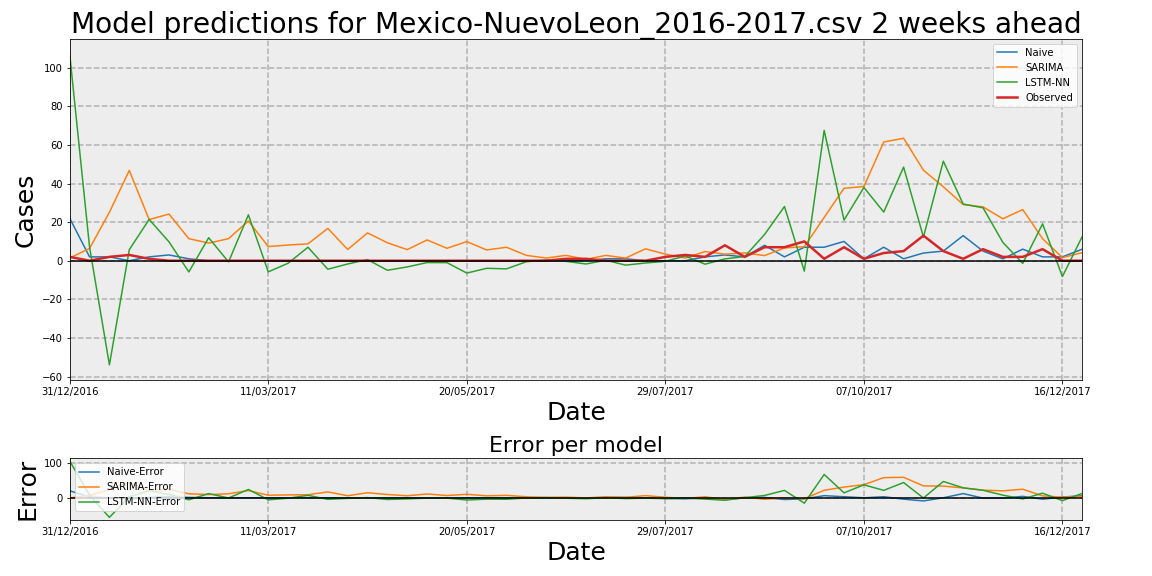 Model predictions for Mexico-NuevoLeon_2016-2017.csv 2 weeks ahead
Cases
100
80
60
40
20
0
−20
−40
−60
Naive
SARIMA
LSTM-NN
Observed
31/12/2016 11/03/2017 20/05/2017 29/07/2017 07/10/2017 16/12/2017
Date
Error per model
Error
100
0
Naive-Error
SARIMA-Error
LSTM-NN-Error
31/12/2016 11/03/2017 20/05/2017 29/07/2017 07/10/2017 16/12/2017
Date